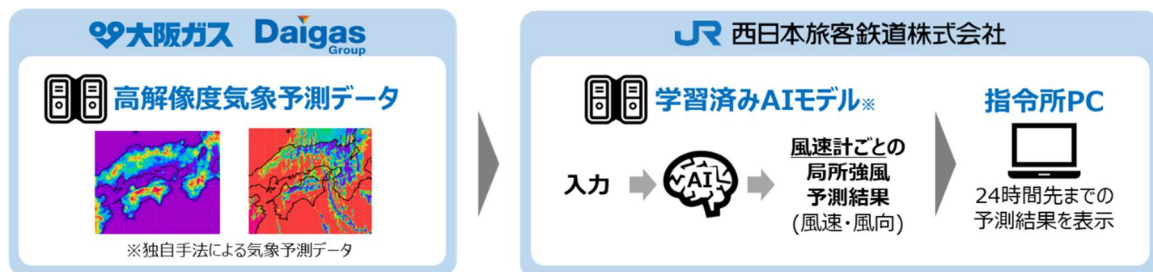 大阪ガス Daigas Group
高解像度気象予測データ
※独自手法による気象予測データ
JR 西日本旅客鉄道株式会社
学習済みAIモデル※
入力
AI
風速計ごとの
局所強風
予測結果
(風速・風向)
指令所PC
24時間先までの
予測結果を表示